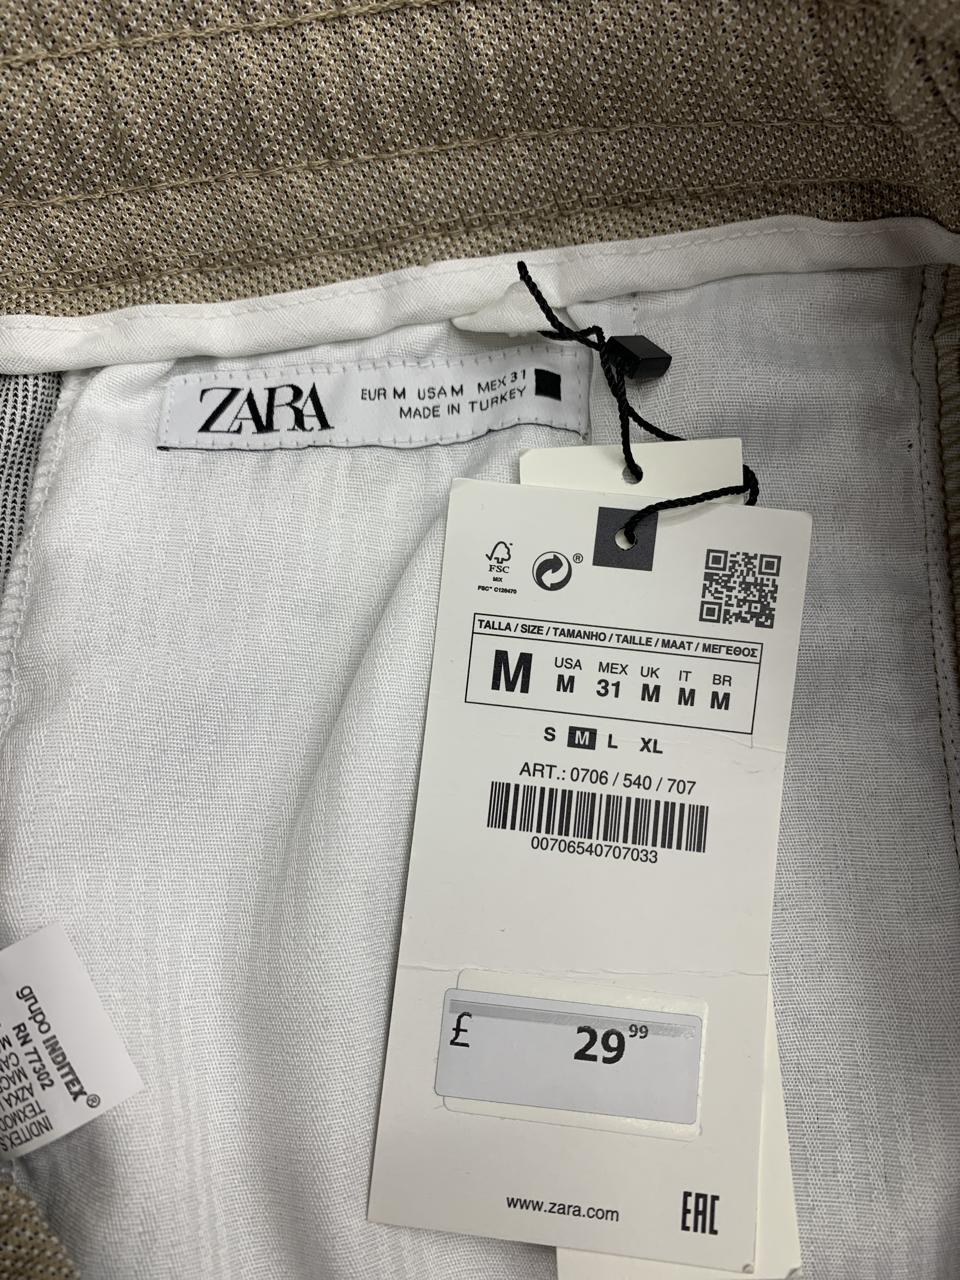 ZARA
EUR M USA M MEX 31
MADE IN TURKEY
FSC
MIX
FSC™ C128470
®
TALLA / SIZE / TAMANHO / TAILLE / MAAT / ΜΕΓΕΘΟΣ
M
USA MEX UK IT BR
M 31 M M M
S M L XL
ART.: 0706 / 540 / 707
00706540707033
£ 29 99
www.zara.com
EAC
grupo INDITEX®
RN 77302